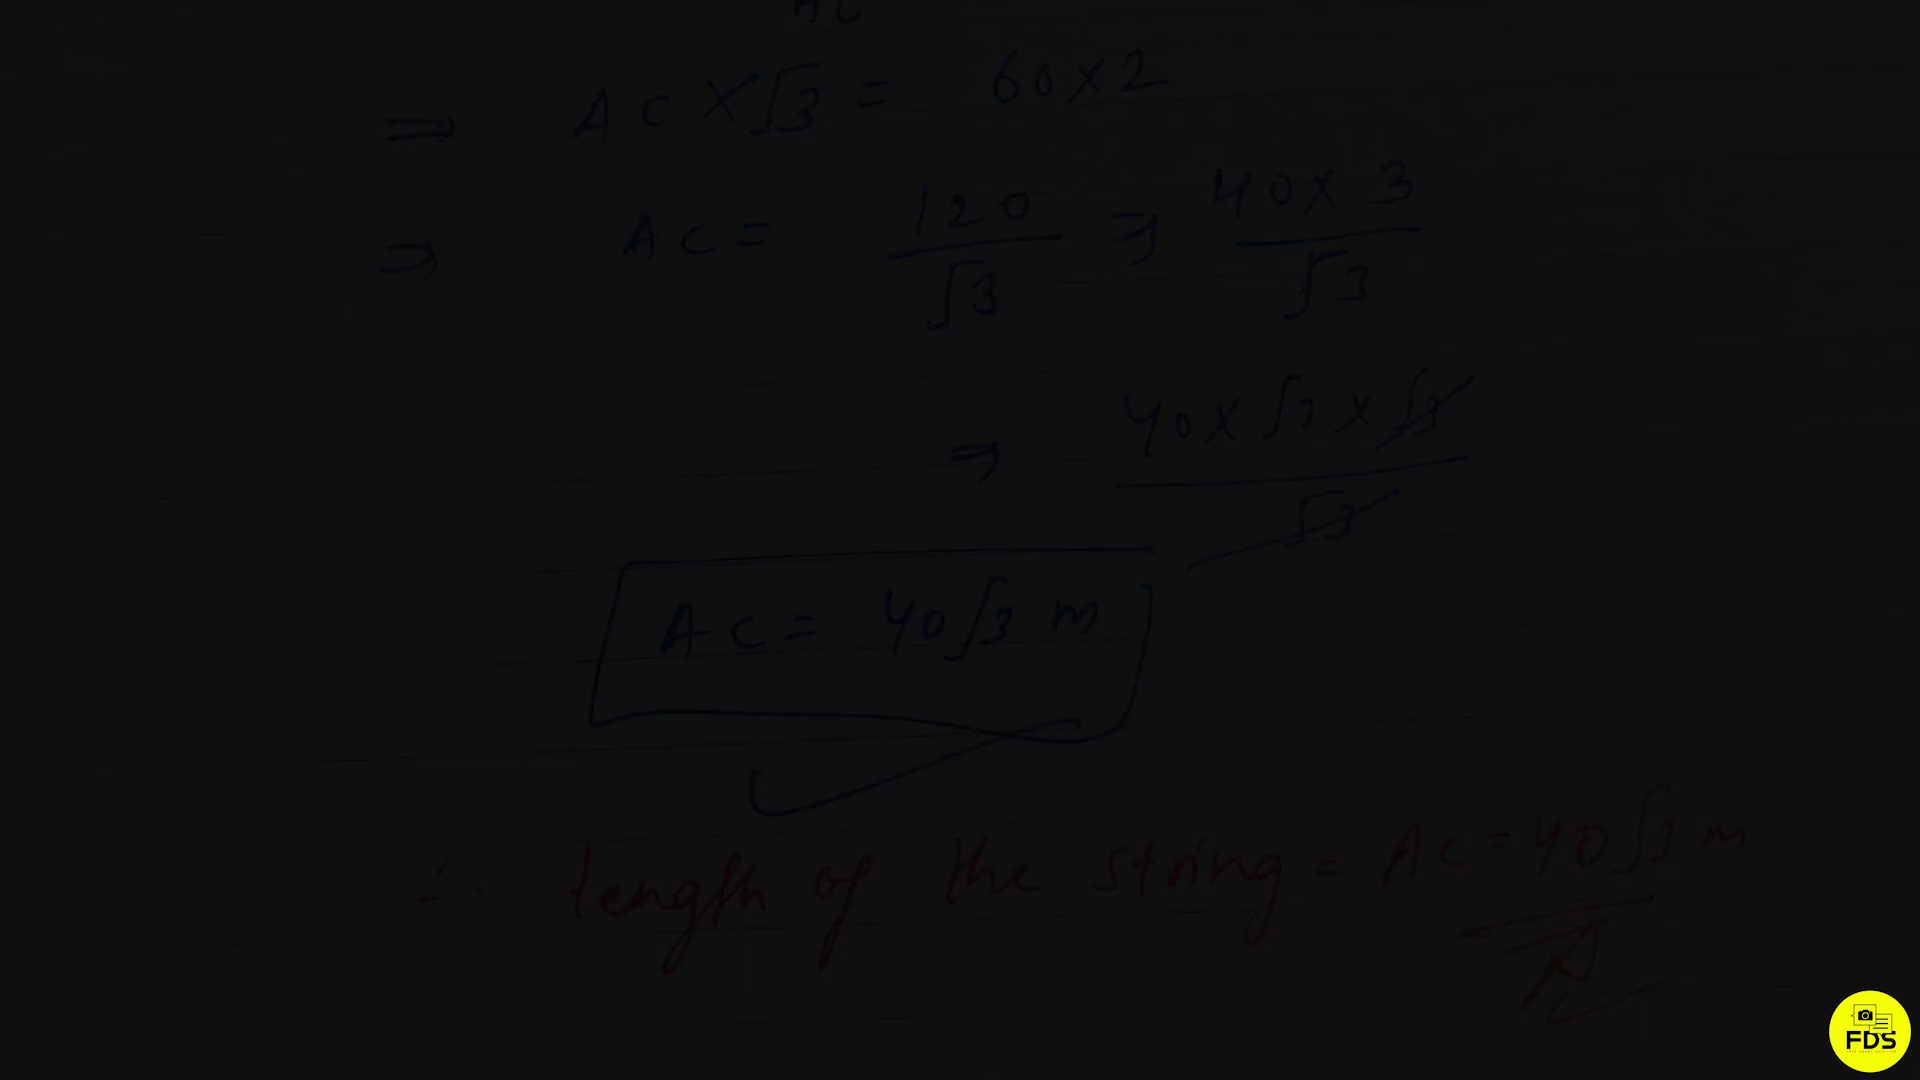 AC
⇒ AC × √3 = 60 × 2
⇒ AC = 120/√3 ⇒ 40 × 3/√3
⇒ 40 × √3 × √3/√3
AC = 40√3 m
∴ length of the string = AC = 40√3 m
FDS